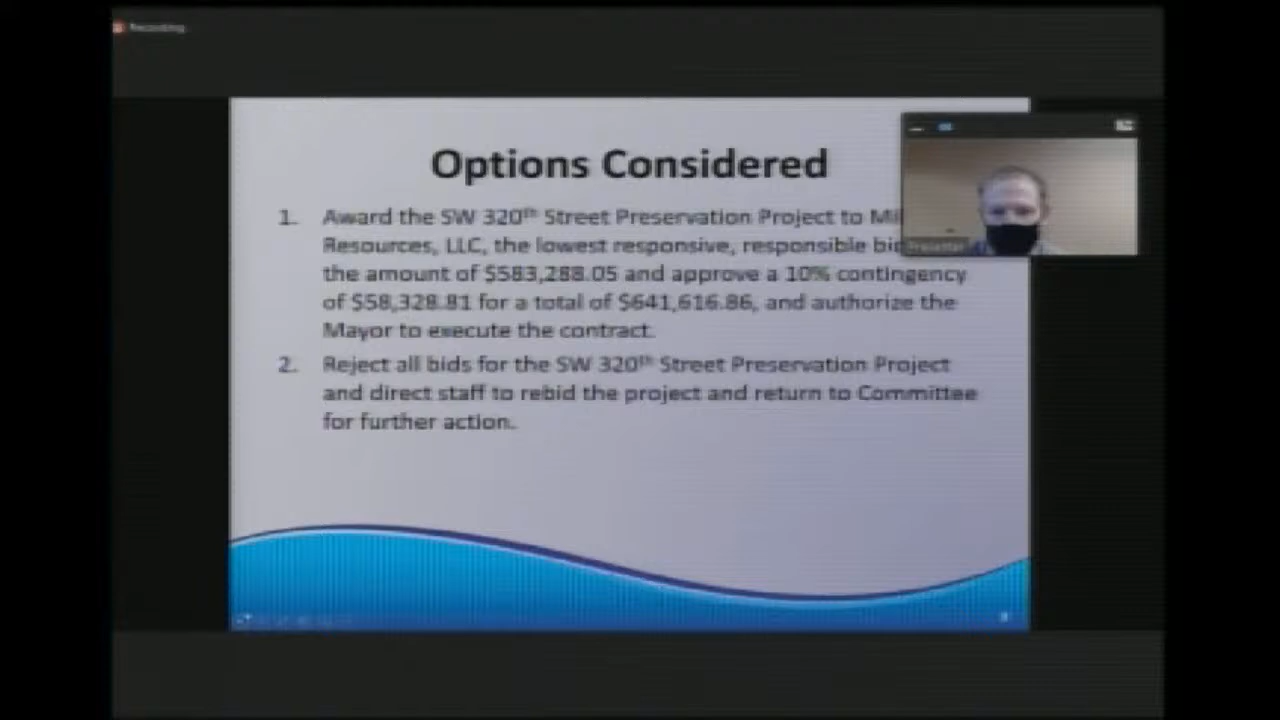 Recording
Options Considered
1. Award the SW 320th Street Preservation Project to
Resources, LLC, the lowest responsive, responsible
the amount of $583,288.05 and approve a 10% contingency
of $58,328.81 for a total of $641,616.86, and authorize the
Mayor to execute the contract.
2. Reject all bids for the SW 320th Street Preservation Project
and direct staff to rebid the project and return to Committee
for further action.
Presenter